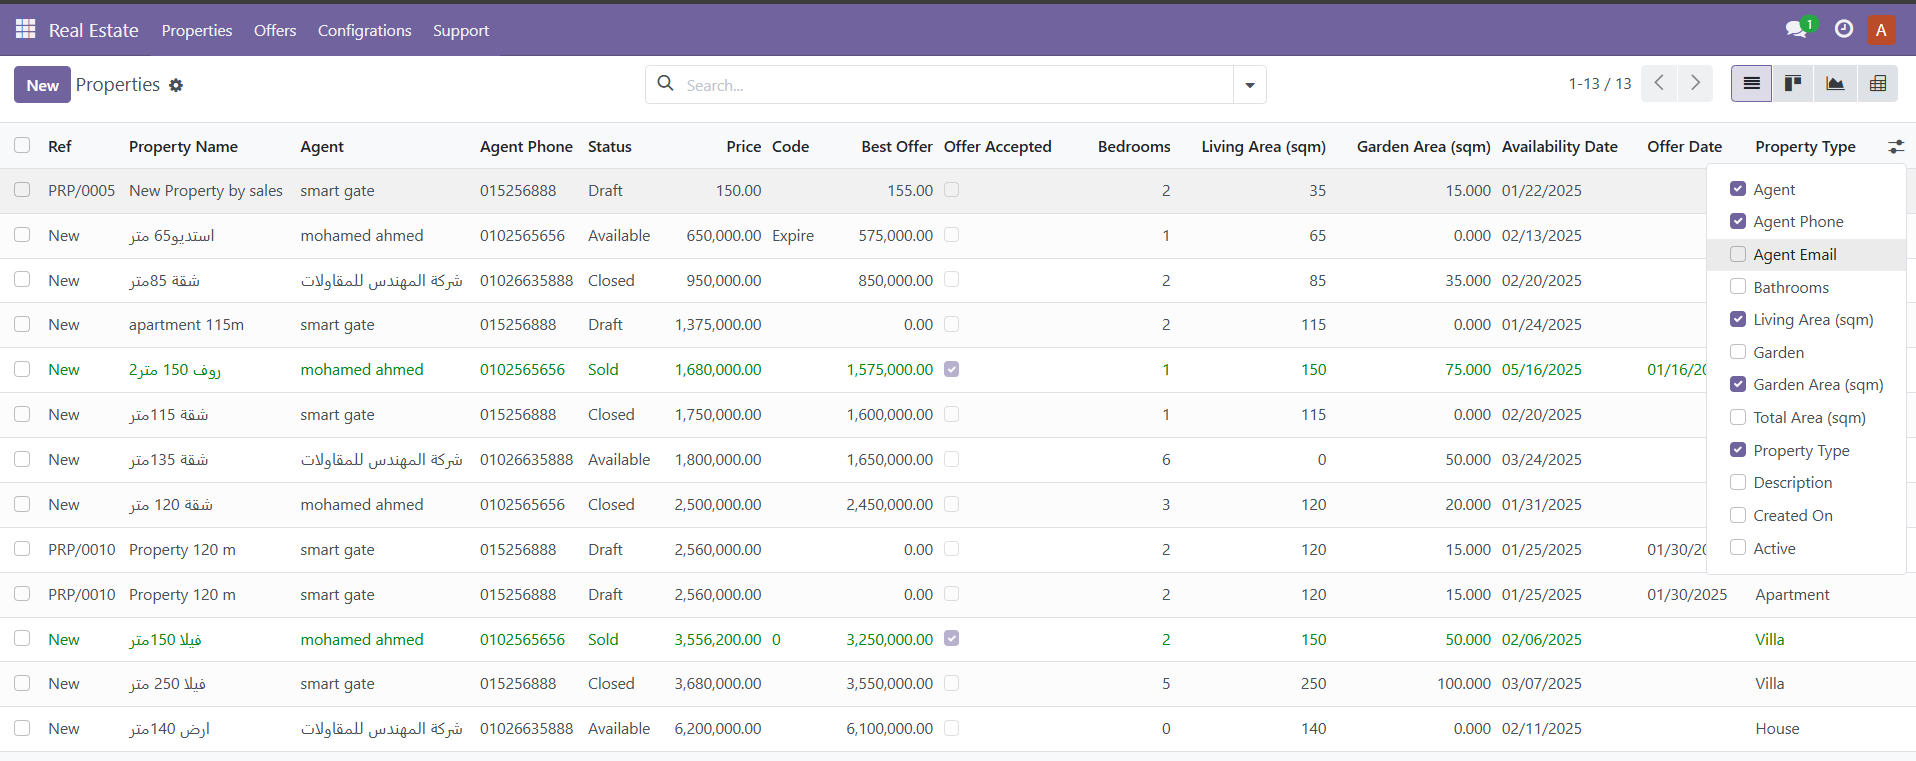 Real Estate Properties Offers Configrations Support 1 A
New Properties Search... 1-13 / 13
Ref Property Name Agent Agent Phone Status Price Code Best Offer Offer Accepted Bedrooms Living Area (sqm) Garden Area (sqm) Availability Date Offer Date Property Type
PRP/0005 New Property by sales smart gate 015256888 Draft 150.00 155.00 2 35 15.000 01/22/2025
New استديو65 متر mohamed ahmed 0102565656 Available 650,000.00 Expire 575,000.00 1 65 0.000 02/13/2025
New شقة 85متر شركة المهندس للمقاولات 01026635888 Closed 950,000.00 850,000.00 2 85 35.000 02/20/2025
New apartment 115m smart gate 015256888 Draft 1,375,000.00 0.00 2 115 0.000 01/24/2025
New روف 150 متر2 mohamed ahmed 0102565656 Sold 1,680,000.00 1,575,000.00 1 150 75.000 05/16/2025 01/16/20
New شقة 115متر smart gate 015256888 Closed 1,750,000.00 1,600,000.00 1 115 0.000 02/20/2025
New شقة 135متر شركة المهندس للمقاولات 01026635888 Available 1,800,000.00 1,650,000.00 6 0 50.000 03/24/2025
New شقة 120 متر mohamed ahmed 0102565656 Closed 2,500,000.00 2,450,000.00 3 120 20.000 01/31/2025
PRP/0010 Property 120 m smart gate 015256888 Draft 2,560,000.00 0.00 2 120 15.000 01/25/2025 01/30/20
PRP/0010 Property 120 m smart gate 015256888 Draft 2,560,000.00 0.00 2 120 15.000 01/25/2025 01/30/2025 Apartment
New فيلا 150متر mohamed ahmed 0102565656 Sold 3,556,200.00 0 3,250,000.00 2 150 50.000 02/06/2025 Villa
New فيلا 250 متر smart gate 015256888 Closed 3,680,000.00 3,550,000.00 5 250 100.000 03/07/2025 Villa
New ارض 140متر شركة المهندس للمقاولات 01026635888 Available 6,200,000.00 6,100,000.00 0 140 0.000 02/11/2025 House
Agent
Agent Phone
Agent Email
Bathrooms
Living Area (sqm)
Garden
Garden Area (sqm)
Total Area (sqm)
Property Type
Description
Created On
Active